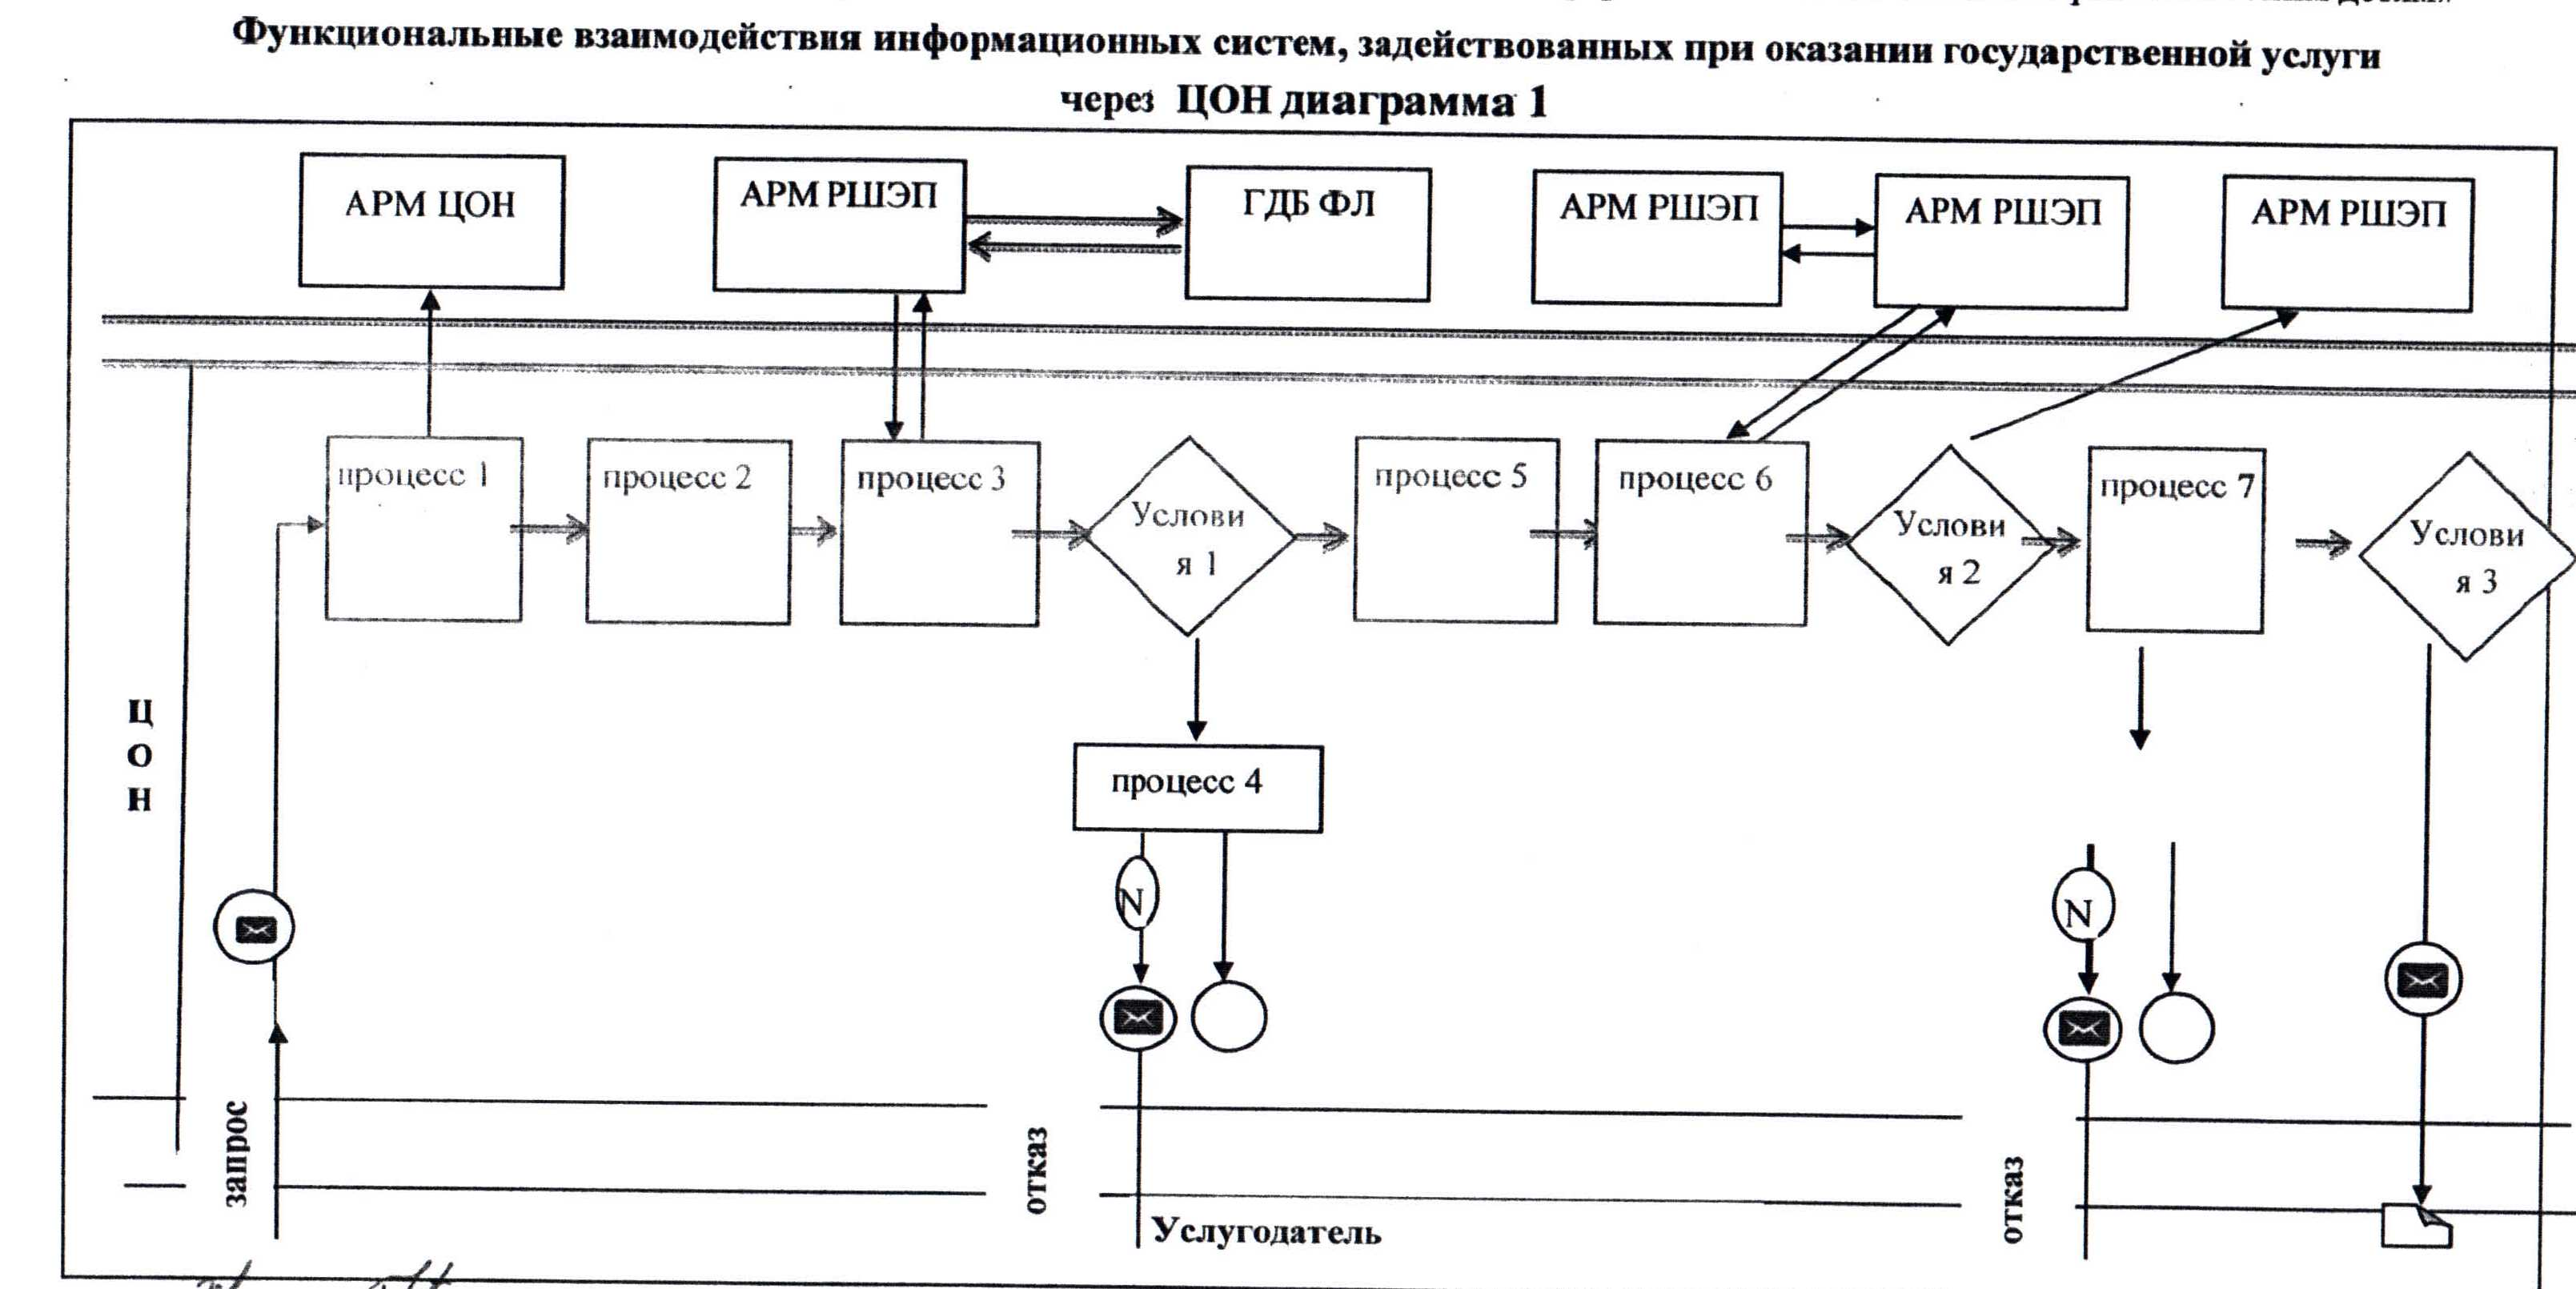 Функциональные взаимодействия информационных систем, задействованных при оказании государственной услуги
через ЦОН диаграмма 1
АРМ ЦОН
АРМ РШЭП
ГДБ ФЛ
АРМ РШЭП
АРМ РШЭП
АРМ РШЭП
процесс 1
процесс 2
процесс 3
Услови
я 1
процесс 5
процесс 6
Услови
я 2
процесс 7
Услови
я 3
Ц
О
Н
процесс 4
N
N
запрос
отказ
отказ
Услугодатель